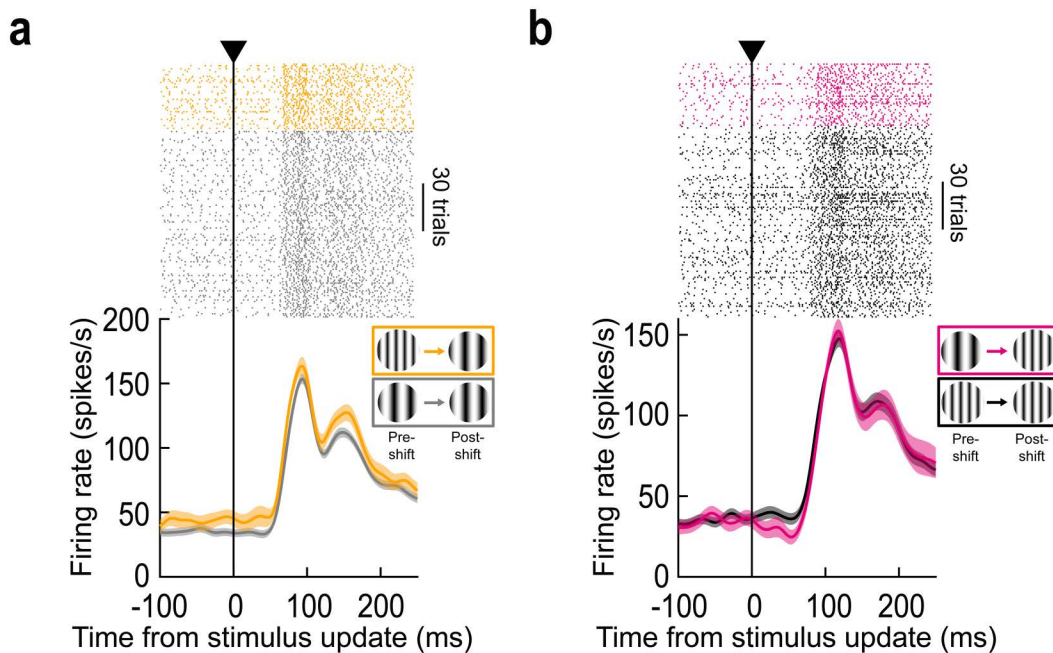 a
30 trials
200
150
100
50
0
Firing rate (spikes/s)
Pre-shift
Post-shift
-100
0
100
200
Time from stimulus update (ms)
b
30 trials
150
100
50
0
Firing rate (spikes/s)
Pre-shift
Post-shift
-100
0
100
200
Time from stimulus update (ms)